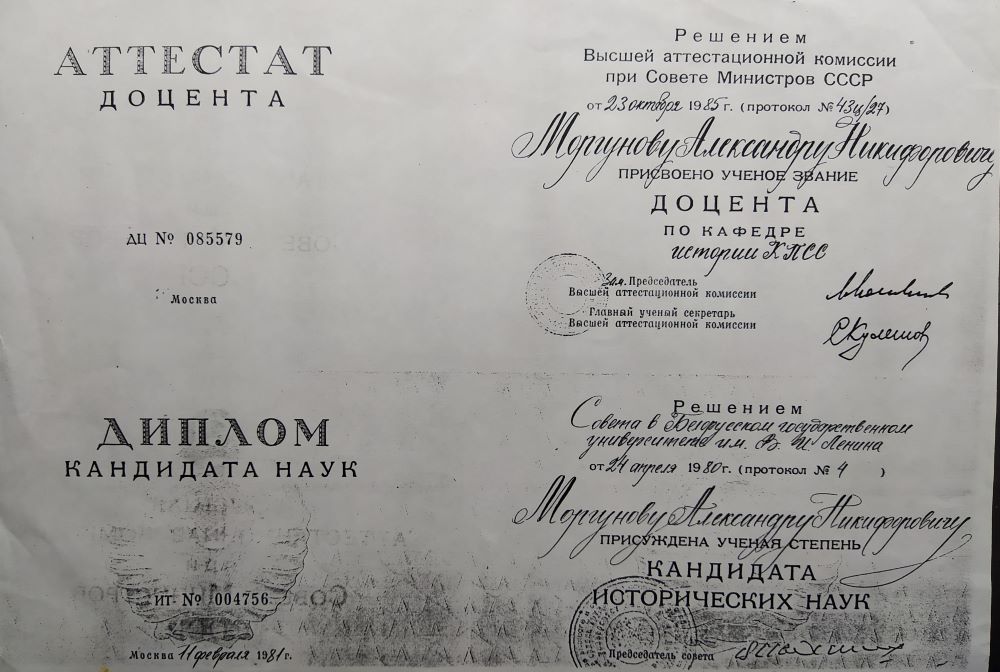 АТТЕСТАТ
ДОЦЕНТА
ДЦ № 085579
Москва
Решением
Высшей аттестационной комиссии
при Совете Министров СССР
от 23 октября 1985 г. (протокол № 43ц/27)
Моргунову Александру Никифоровичу
ПРИСВОЕНО УЧЕНОЕ ЗВАНИЕ
ДОЦЕНТА
ПО КАФЕДРЕ
истории КПСС
Зам. Председатель
Высшей аттестационной комиссии
Главный ученый секретарь
Высшей аттестационной комиссии
ДИПЛОМ
КАНДИДАТА НАУК
ИТ № 004756
Москва 11 февраля 1981 г.
Решением
Совета в Белорусском государственном
университете им. В. И. Ленина
от 24 апреля 1980 г. (протокол № 4 )
Моргунову Александру Никифоровичу
ПРИСУЖДЕНА УЧЕНАЯ СТЕПЕНЬ
КАНДИДАТА
ИСТОРИЧЕСКИХ НАУК
Председатель совета